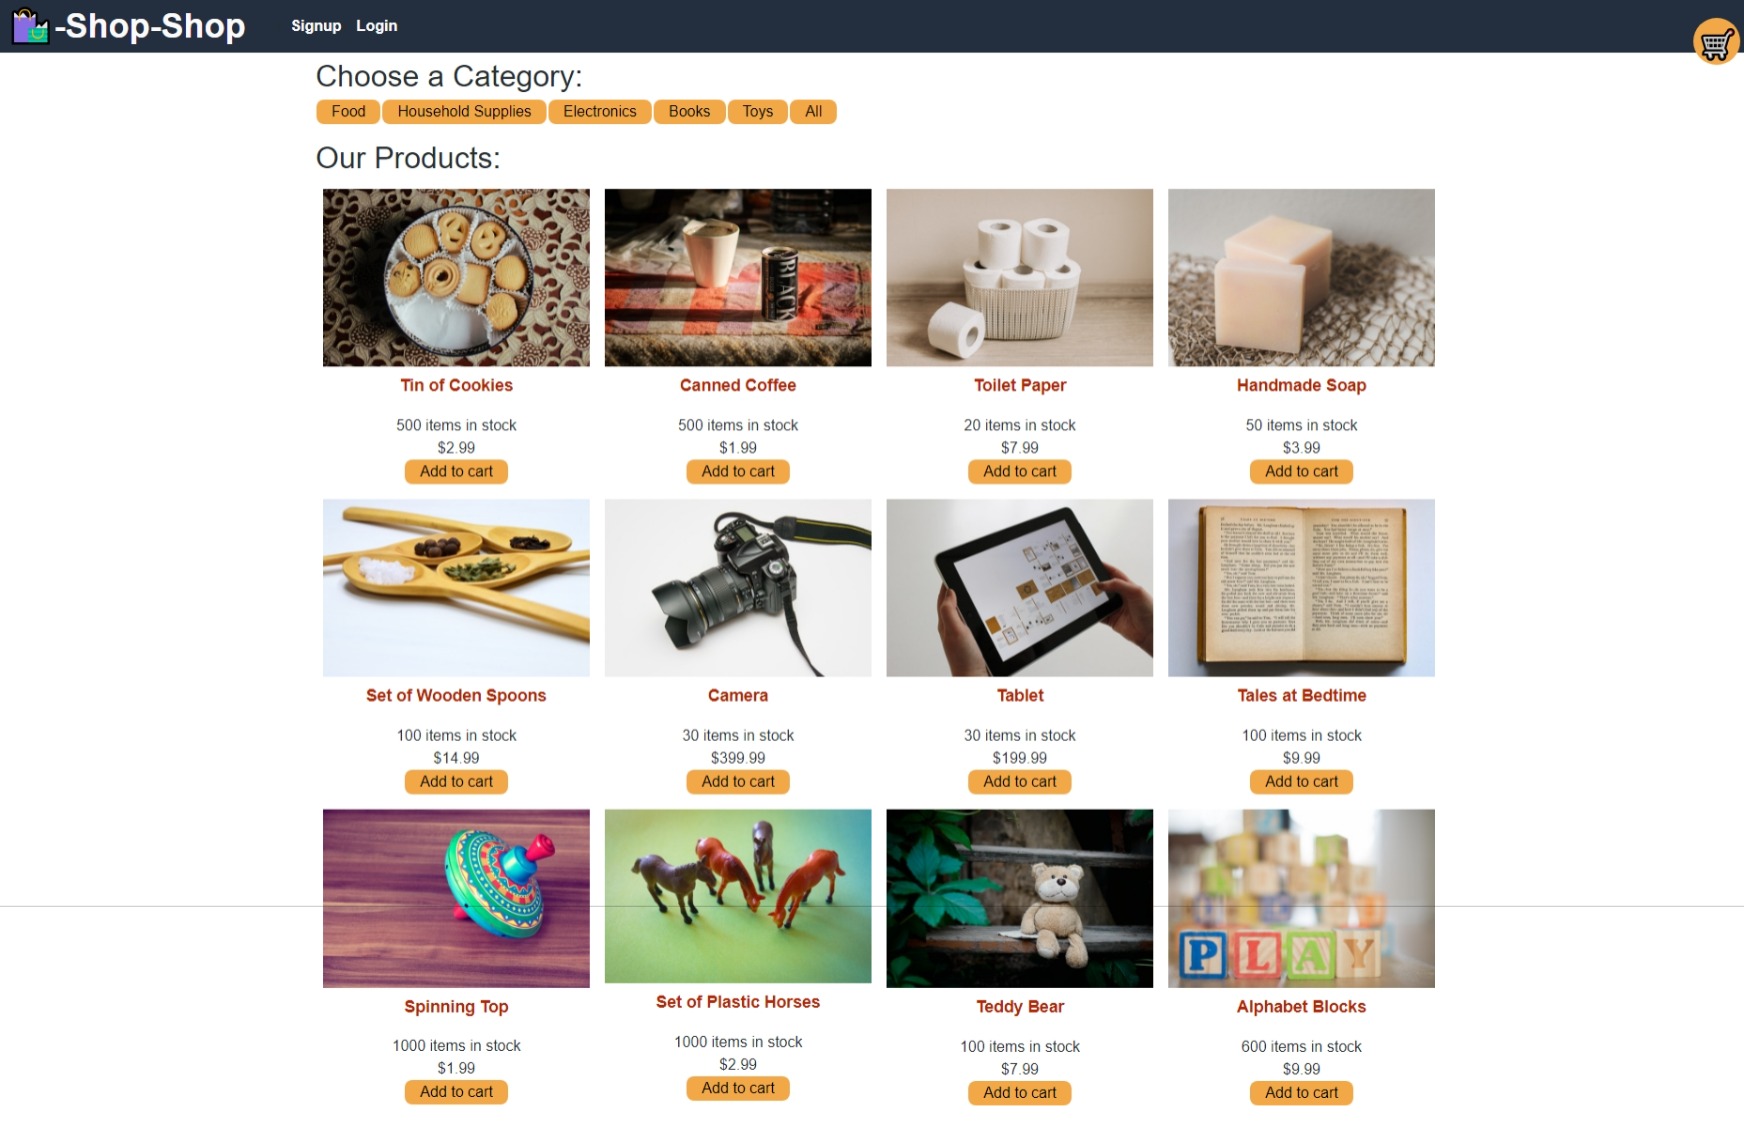 -Shop-Shop
Signup Login
Choose a Category:
Food Household Supplies Electronics Books Toys All
Our Products:
BLACK
Tin of Cookies Canned Coffee Toilet Paper Handmade Soap
500 items in stock 500 items in stock 20 items in stock 50 items in stock
$2.99 $1.99 $7.99 $3.99
Add to cart Add to cart Add to cart Add to cart
Set of Wooden Spoons Camera Tablet Tales at Bedtime
100 items in stock 30 items in stock 30 items in stock 100 items in stock
$14.99 $399.99 $199.99 $9.99
Add to cart Add to cart Add to cart Add to cart
PLAY
Spinning Top Set of Plastic Horses Teddy Bear Alphabet Blocks
1000 items in stock 1000 items in stock 100 items in stock 600 items in stock
$1.99 $2.99 $7.99 $9.99
Add to cart Add to cart Add to cart Add to cart